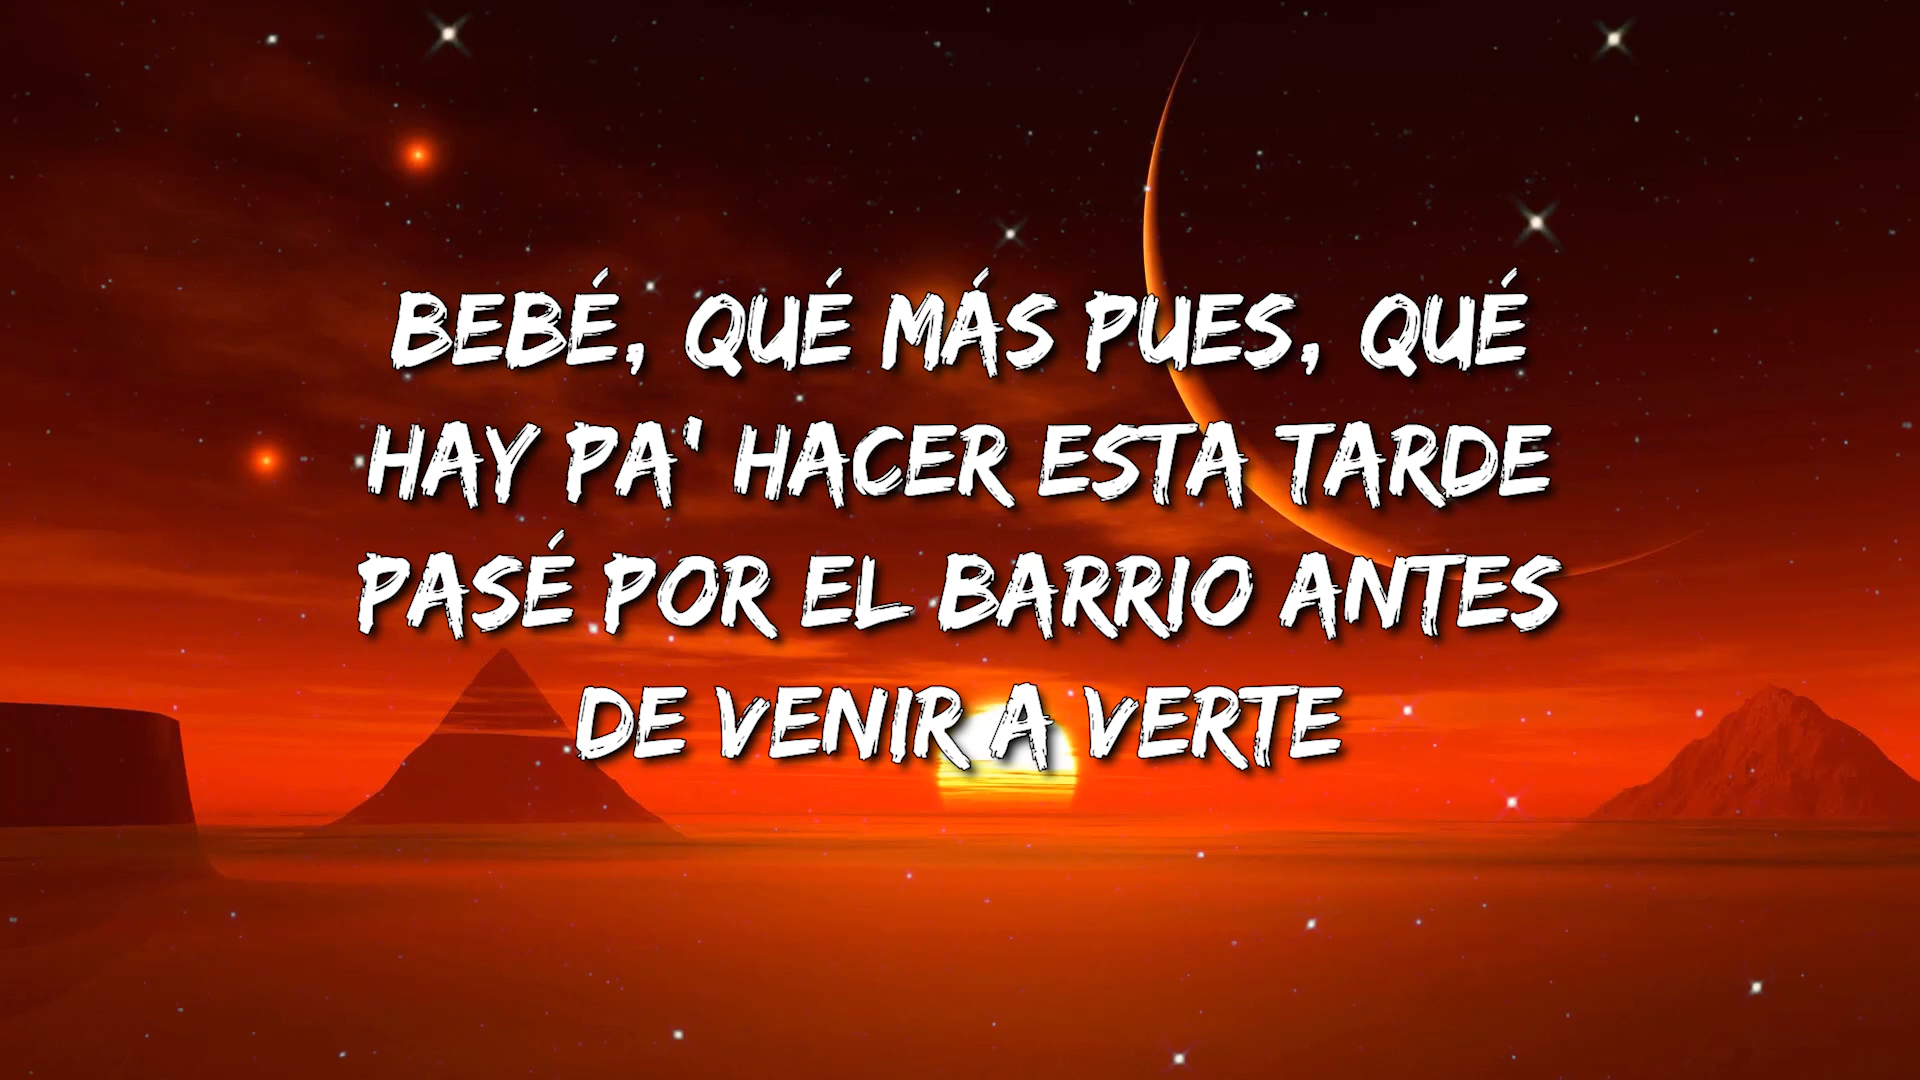 BEBÉ, QUÉ MÁS PUES, QUÉ
HAY PA' HACER ESTA TARDE
PASÉ POR EL BARRIO ANTES
DE VENIR A VERTE